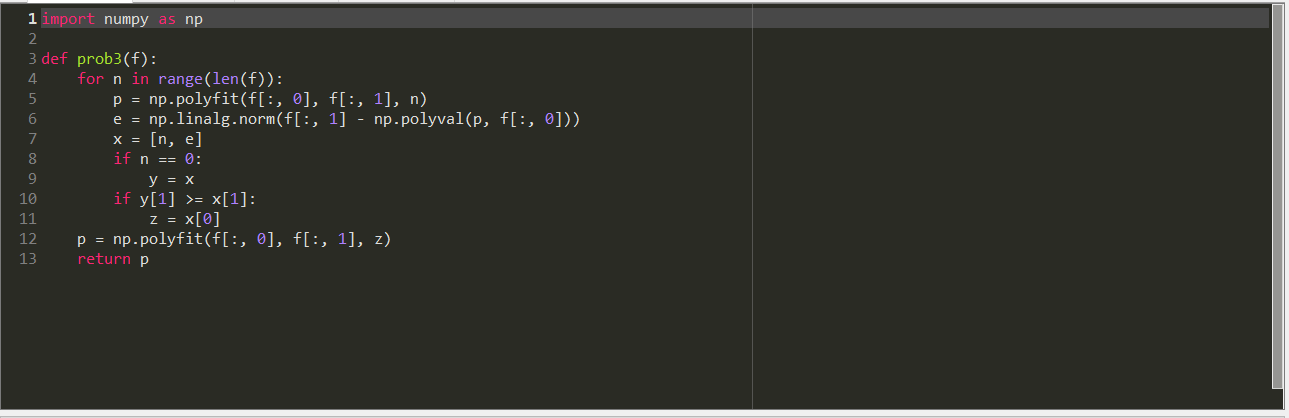 1 import numpy as np
2
3 def prob3(f):
4     for n in range(len(f)):
5         p = np.polyfit(f[:, 0], f[:, 1], n)
6         e = np.linalg.norm(f[:, 1] - np.polyval(p, f[:, 0]))
7         x = [n, e]
8         if n == 0:
9             y = x
10         if y[1] >= x[1]:
11             z = x[0]
12     p = np.polyfit(f[:, 0], f[:, 1], z)
13     return p